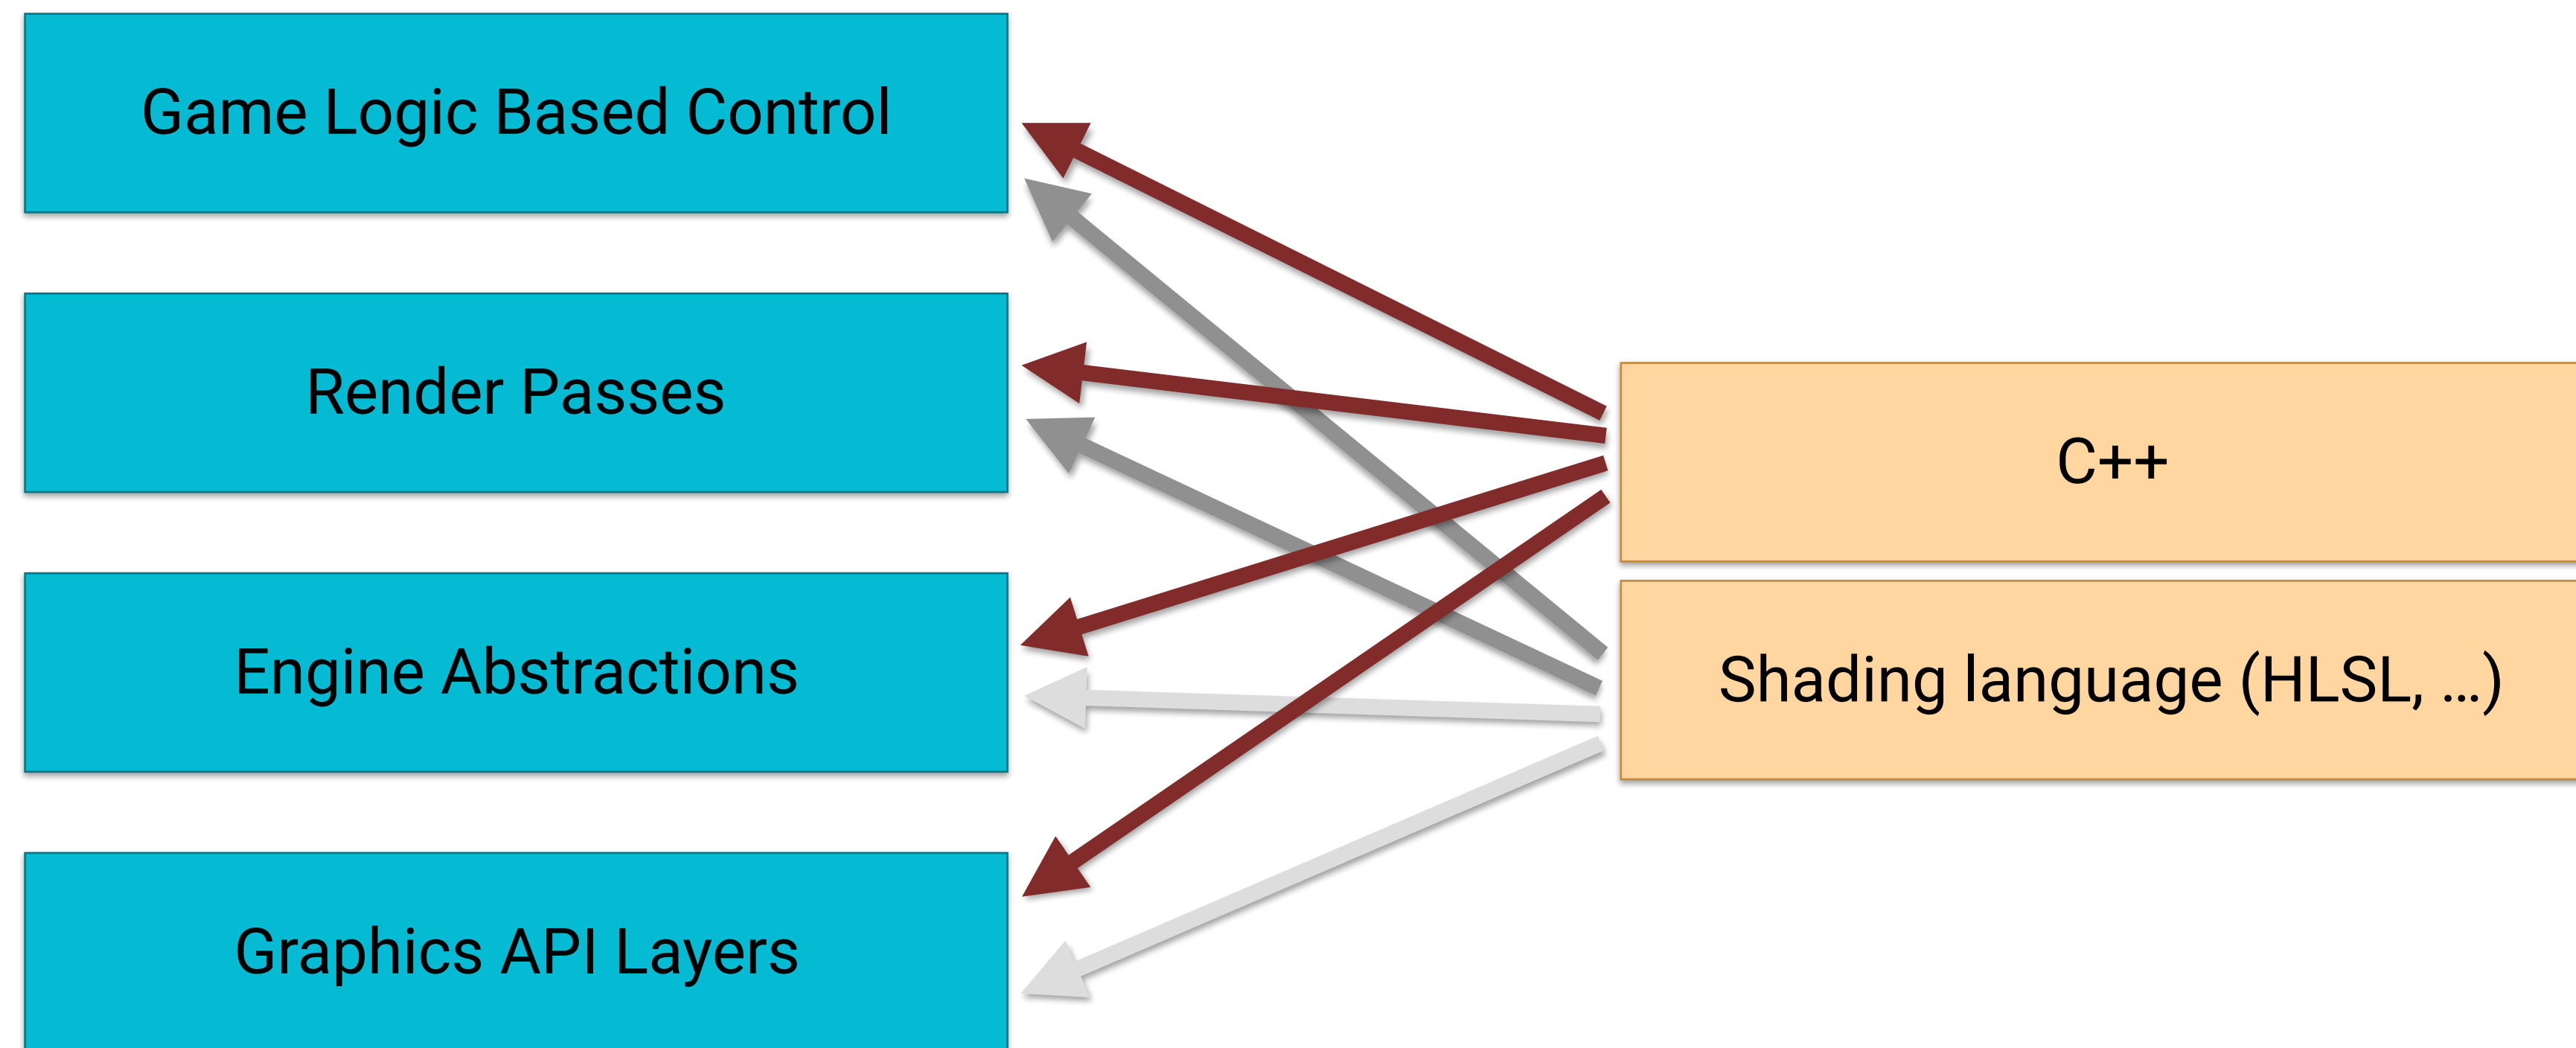 Game Logic Based Control
Render Passes
Engine Abstractions
Graphics API Layers
C++
Shading language (HLSL, ...)